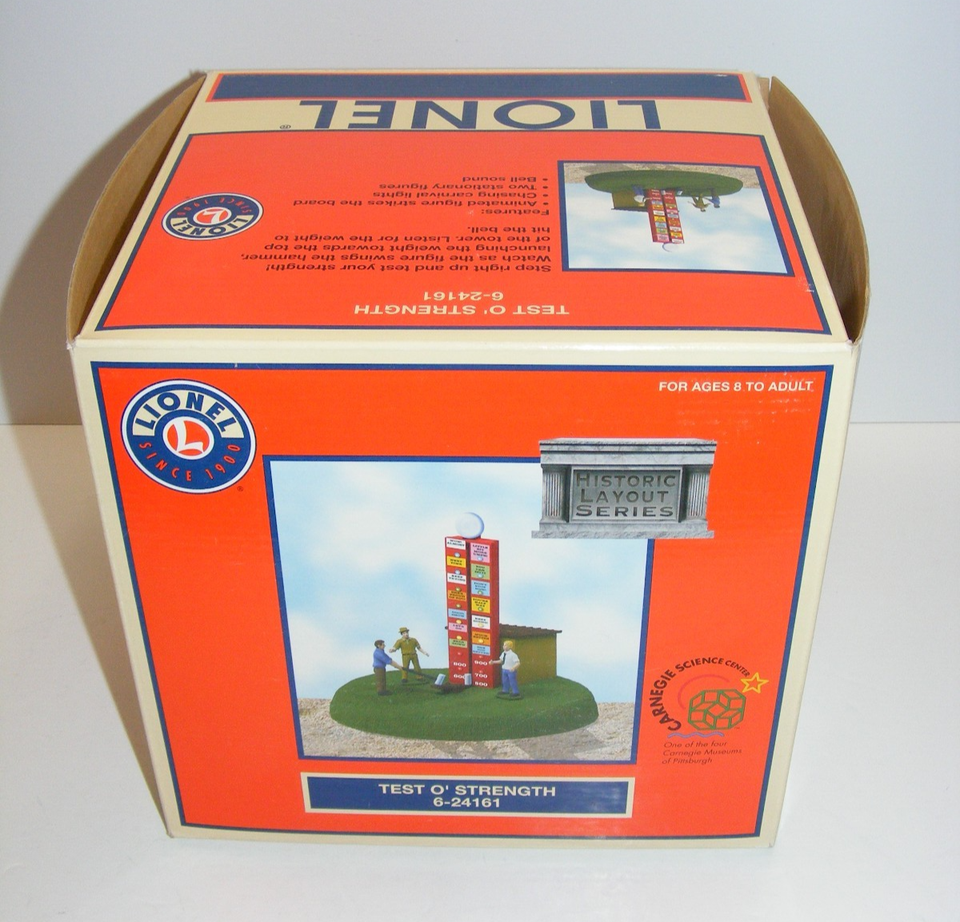 LIONEL®
TEST O' STRENGTH
6-24161
Step right up and test your strength!
Watch as the figure swings the hammer,
launching the weight towards the top
of the tower. Listen for the weight to
hit the bell.
Features:
• Animated figure strikes the board
• Chasing carnival lights
• Two stationary figures
• Bell sound
LIONEL
L
SINCE 1900
FOR AGES 8 TO ADULT
LIONEL
L
SINCE 1900
HISTORIC
LAYOUT
SERIES
CARNEGIE SCIENCE CENTER
One of the four
Carnegie Museums
of Pittsburgh
TEST O' STRENGTH
6-24161